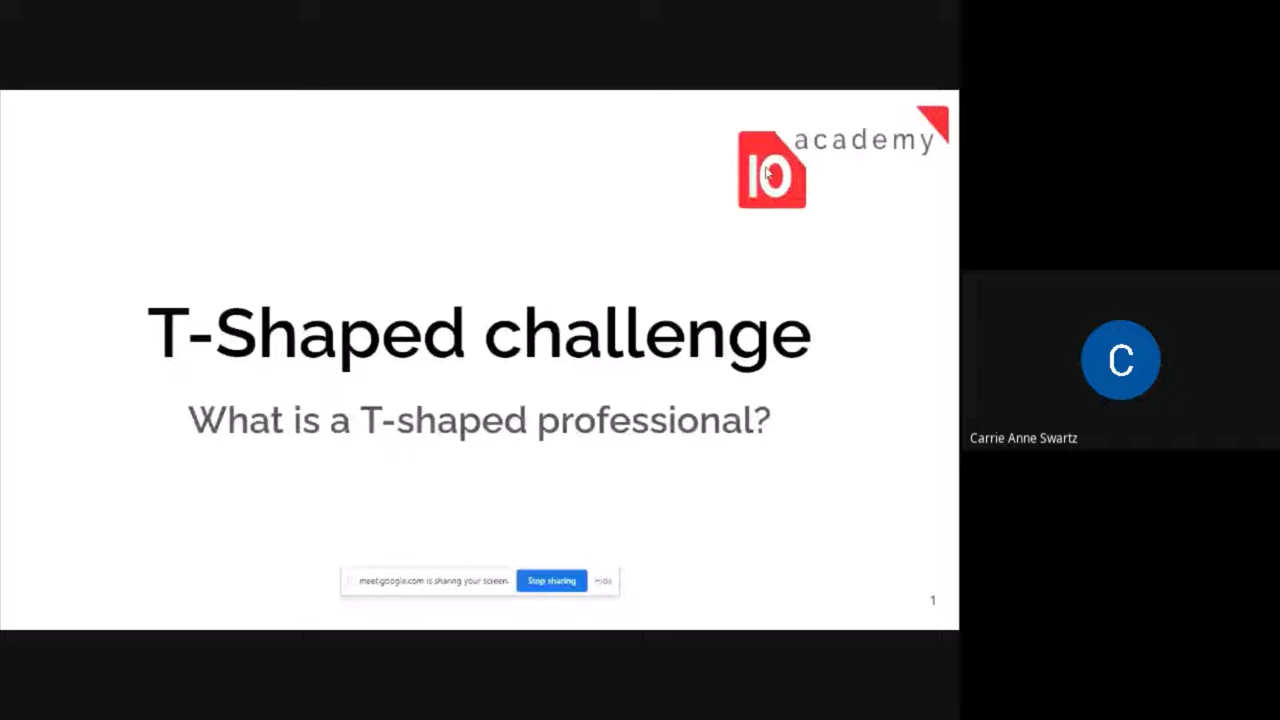 academy
IO
T-Shaped challenge
What is a T-shaped professional?
meet.google.com is sharing your screen
Stop sharing
Hide
1
C
Carrie Anne Swartz